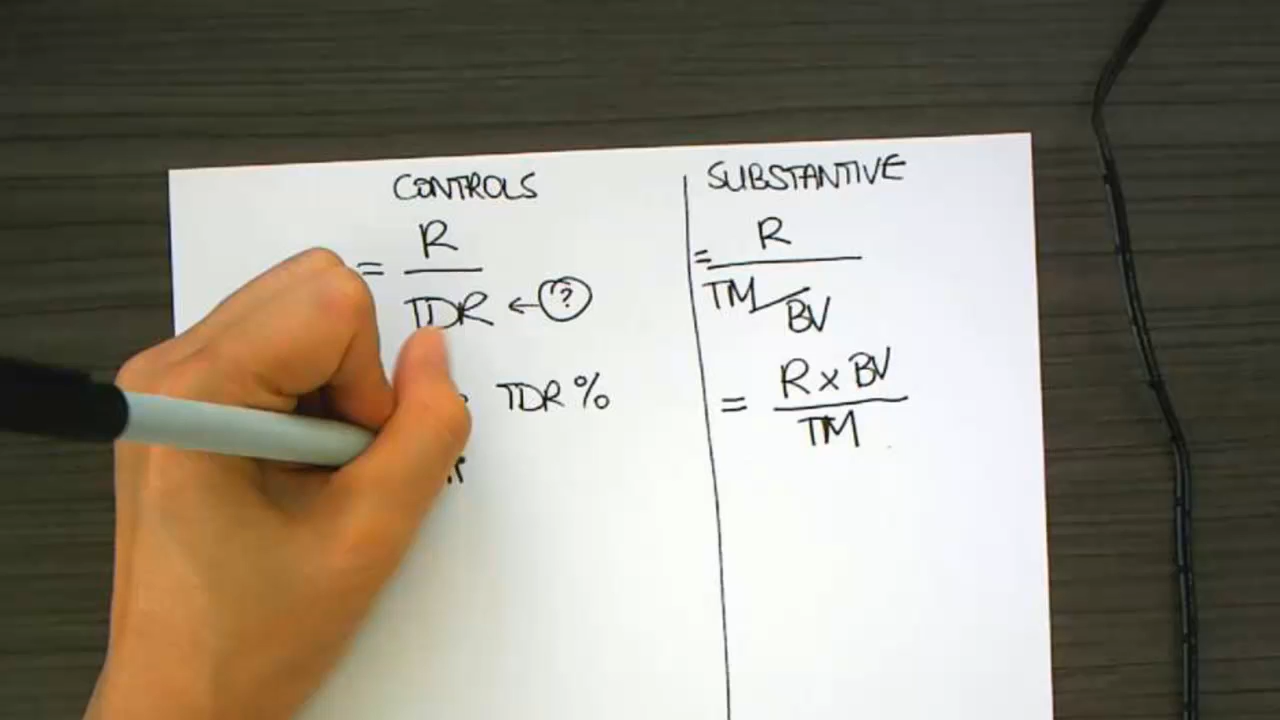 CONTROLS
= R
TDR ← ?
TDR %
SUBSTANTIVE
= R
TM/BV
= R x BV
TM